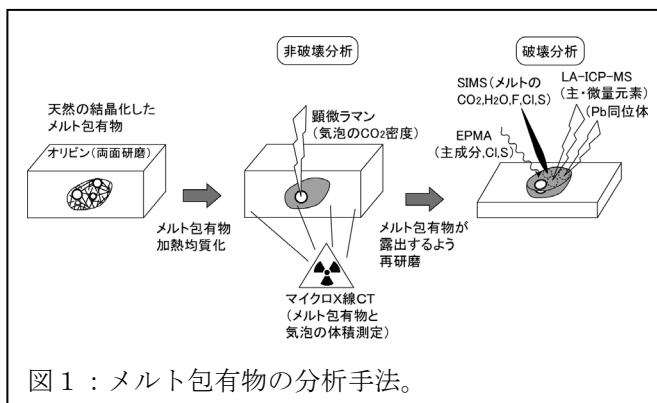 非破壊分析
破壊分析
天然の結晶化した
メルト包有物
オリビン(両面研磨)
メルト包有物
加熱均質化
顕微ラマン
(気泡のCO2密度)
マイクロX線CT
(メルト包有物と
気泡の体積測定)
メルト包有物が
露出するよう
再研磨
SIMS(メルトの
CO2,H2O,F,Cl,S)
EPMA
(主成分,Cl,S)
LA-ICP-MS
(主・微量元素)
(Pb同位体
図1:メルト包有物の分析手法。